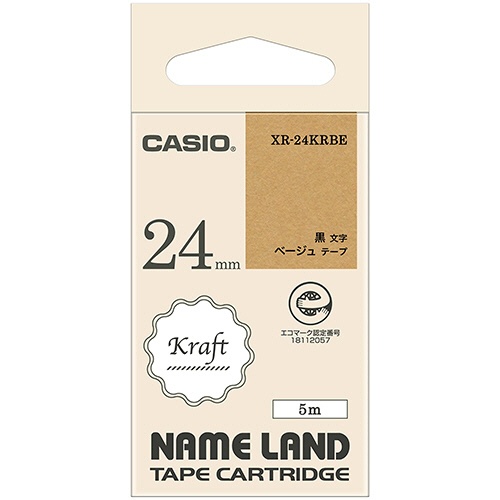 CASIO®
XR-24KRBE
24mm
黒 文字
ベージュ テープ
Kraft
エコマーク認定番号
18112057
5m
NAME LAND
TAPE CARTRIDGE